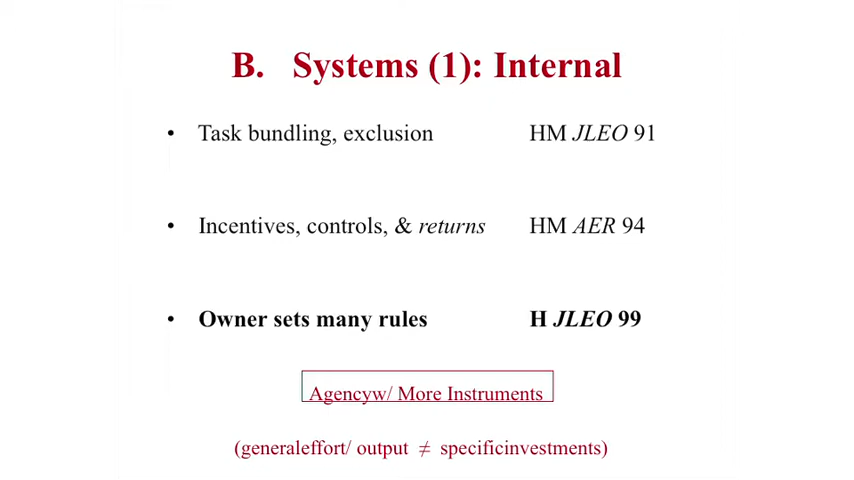 B. Systems (1): Internal
• Task bundling, exclusion HM JLEO 91
• Incentives, controls, & returns HM AER 94
• Owner sets many rules H JLEO 99
Agencyw/ More Instruments
(generaleffort/ output ≠ specificinvestments)